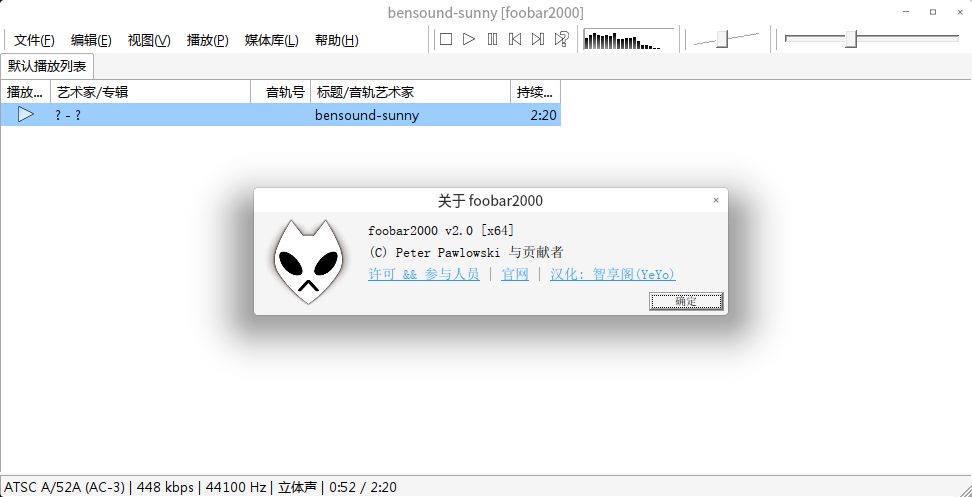 bensound-sunny [foobar2000]
文件(F) 编辑(E) 视图(V) 播放(P) 媒体库(L) 帮助(H)
默认播放列表
播放... 艺术家/专辑 音轨号 标题/音轨艺术家 持续...
? - ? bensound-sunny 2:20
关于 foobar2000
foobar2000 v2.0 [x64]
(C) Peter Pawlowski 与贡献者
许可 && 参与人员 | 官网 | 汉化: 智享阁(YeYo)
确定
ATSC A/52A (AC-3) | 448 kbps | 44100 Hz | 立体声 | 0:52 / 2:20